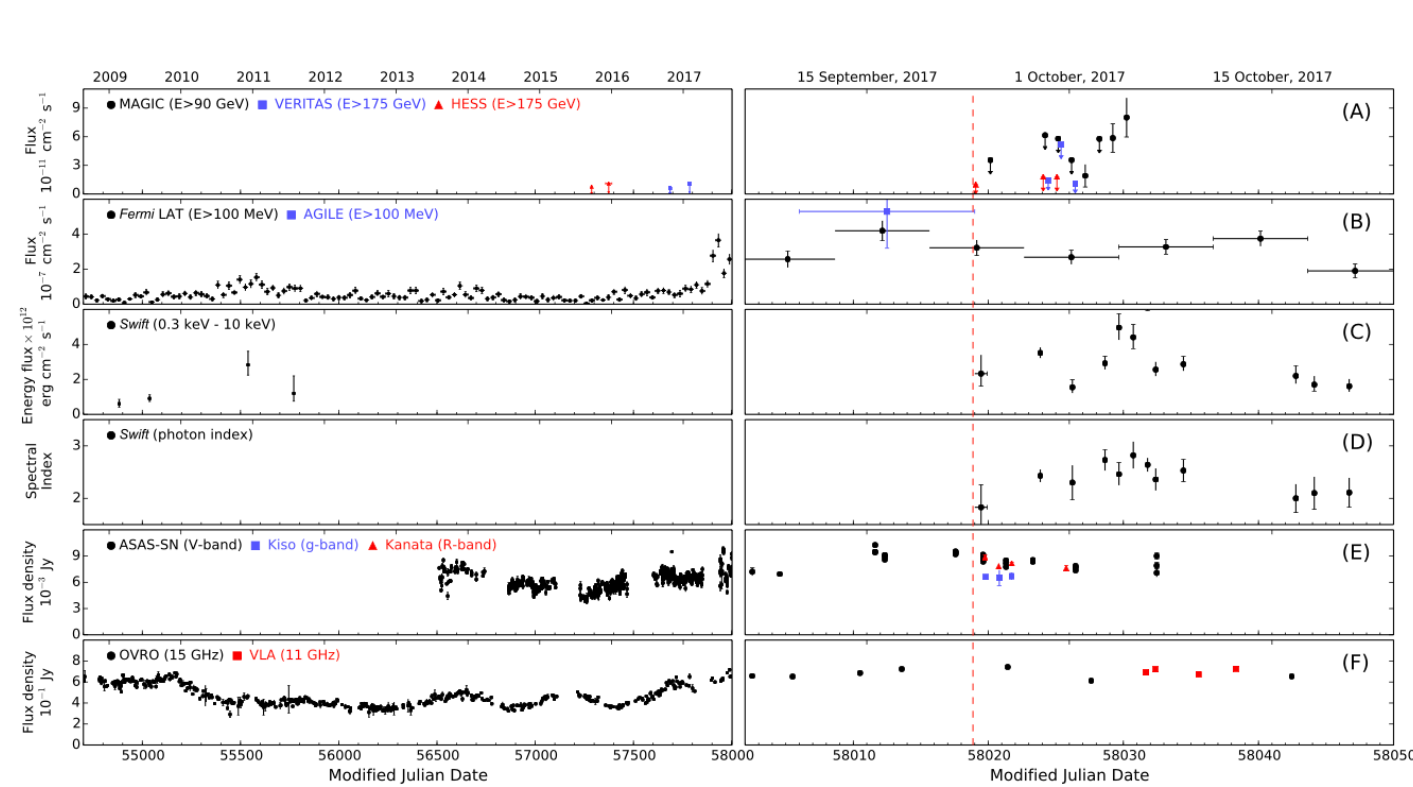 2009 2010 2011 2012 2013 2014 2015 2016 2017
15 September, 2017 1 October, 2017 15 October, 2017
Flux
10⁻¹¹ cm⁻² s⁻¹
9
6
3
0
MAGIC (E>90 GeV) VERITAS (E>175 GeV) HESS (E>175 GeV)
(A)
Flux
10⁻⁷ cm⁻² s⁻¹
4
2
0
Fermi LAT (E>100 MeV) AGILE (E>100 MeV)
(B)
Energy flux × 10¹²
erg cm⁻² s⁻¹
4
2
0
Swift (0.3 keV - 10 keV)
(C)
Spectral
Index
3
2
Swift (photon index)
(D)
Flux density
10⁻³ Jy
9
6
3
0
ASAS-SN (V-band) Kiso (g-band) Kanata (R-band)
(E)
Flux density
10⁻¹ Jy
8
6
4
2
0
OVRO (15 GHz) VLA (11 GHz)
(F)
55000 55500 56000 56500 57000 57500 58000
58010 58020 58030 58040 5805
Modified Julian Date
Modified Julian Date